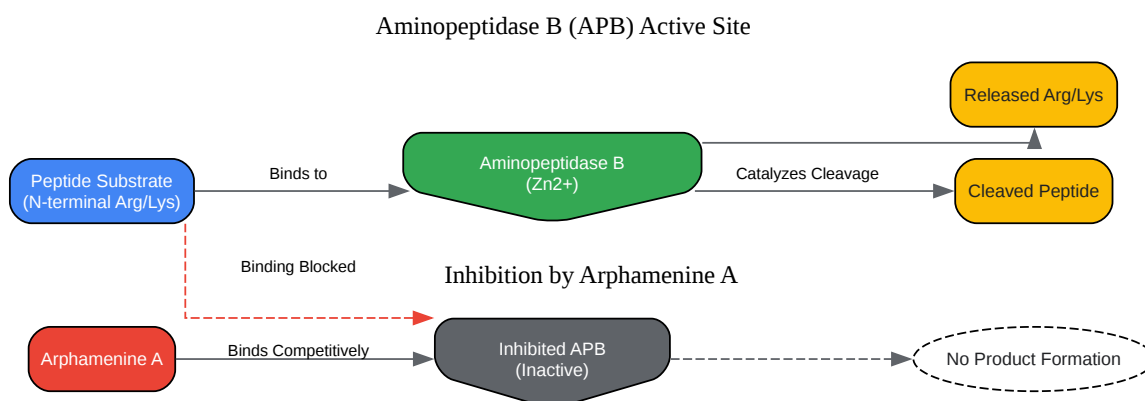 Aminopeptidase B (APB) Active Site
Released Arg/Lys
Peptide Substrate
(N-terminal Arg/Lys)
Binds to
Aminopeptidase B
(Zn2+)
Catalyzes Cleavage
Cleaved Peptide
Binding Blocked
Inhibition by Arphamenine A
Arphamenine A
Binds Competitively
Inhibited APB
(Inactive)
No Product Formation